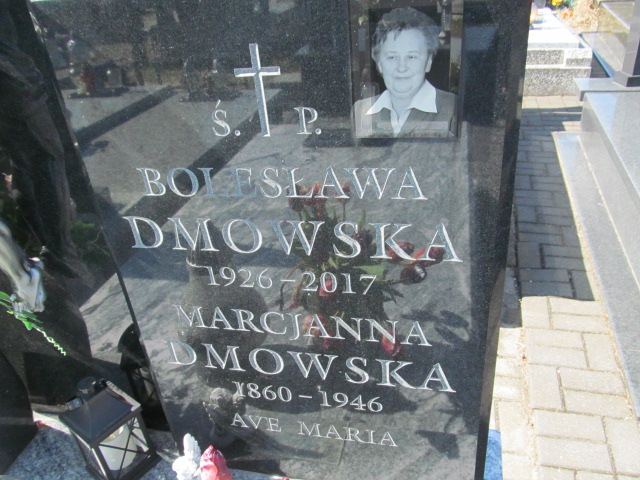 Ś. P.
BOLESŁAWA
DMOWSKA
1926-2017
MARCJANNA
DMOWSKA
1860-1946
AVE MARIA